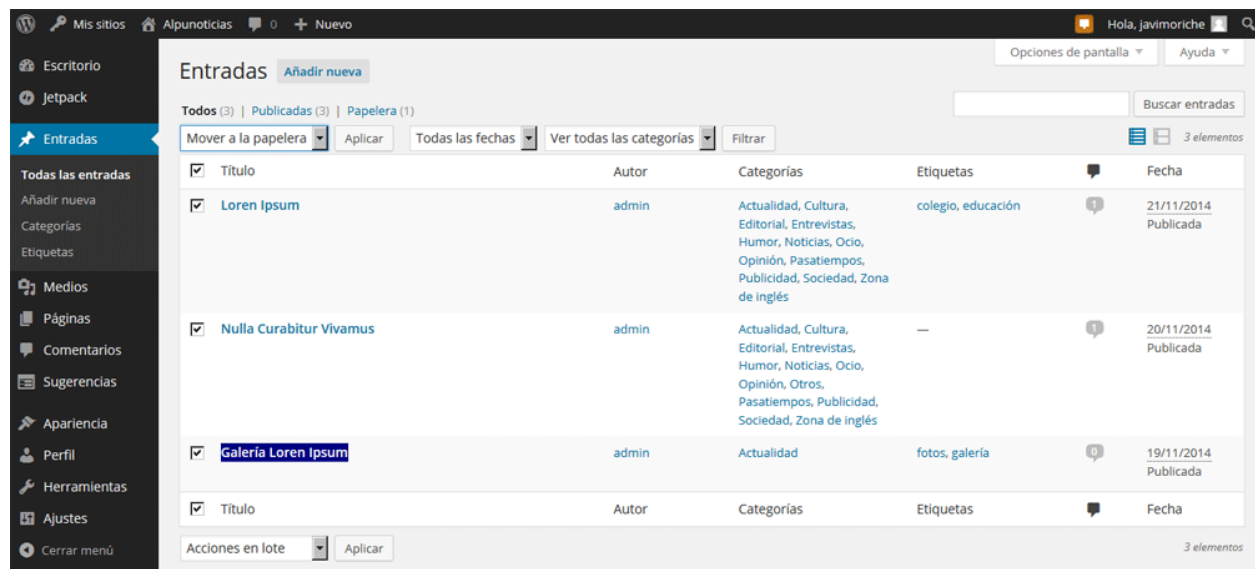 Mis sitios Alpunoticias 0 + Nuevo Hola, javimoriche
Opciones de pantalla Ayuda
Escritorio
Jetpack
Entradas
Todas las entradas
Añadir nueva
Categorías
Etiquetas
Medios
Páginas
Comentarios
Sugerencias
Apariencia
Perfil
Herramientas
Ajustes
Cerrar menú
Entradas Añadir nueva
Todos (3) | Publicadas (3) | Papelera (1) Buscar entradas
Mover a la papelera Aplicar Todas las fechas Ver todas las categorías Filtrar 3 elementos
Título Autor Categorías Etiquetas Fecha
Loren Ipsum admin Actualidad, Cultura, colegio, educación 1 21/11/2014
Editorial, Entrevistas, Publicada
Humor, Noticias, Ocio,
Opinión, Pasatiempos,
Publicidad, Sociedad, Zona
de inglés
Nulla Curabitur Vivamus admin Actualidad, Cultura, — 1 20/11/2014
Editorial, Entrevistas, Publicada
Humor, Noticias, Ocio,
Opinión, Otros,
Pasatiempos, Publicidad,
Sociedad, Zona de inglés
Galería Loren Ipsum admin Actualidad fotos, galería 0 19/11/2014
Publicada
Título Autor Categorías Etiquetas Fecha
Acciones en lote Aplicar 3 elementos